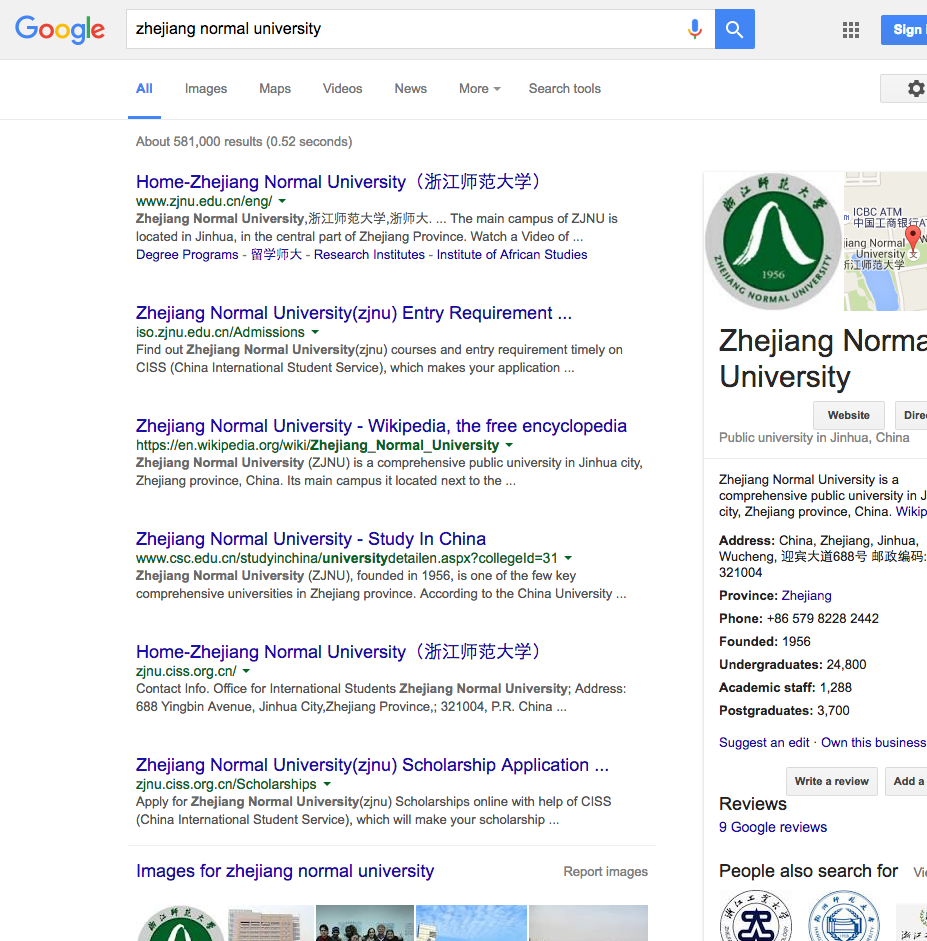 Google
zhejiang normal university
Sign
All Images Maps Videos News More Search tools
About 581,000 results (0.52 seconds)
Home-Zhejiang Normal University（浙江师范大学）
www.zjnu.edu.cn/eng/
Zhejiang Normal University,浙江师范大学,浙师大. ... The main campus of ZJNU is
located in Jinhua, in the central part of Zhejiang Province. Watch a Video of ...
Degree Programs - 留学师大 - Research Institutes - Institute of African Studies
Zhejiang Normal University(zjnu) Entry Requirement ...
iso.zjnu.edu.cn/Admissions
Find out Zhejiang Normal University(zjnu) courses and entry requirement timely on
CISS (China International Student Service), which makes your application ...
Zhejiang Normal University - Wikipedia, the free encyclopedia
https://en.wikipedia.org/wiki/Zhejiang_Normal_University
Zhejiang Normal University (ZJNU) is a comprehensive public university in Jinhua city,
Zhejiang province, China. Its main campus it located next to the ...
Zhejiang Normal University - Study In China
www.csc.edu.cn/studyinchina/universitydetailen.aspx?collegeId=31
Zhejiang Normal University (ZJNU), founded in 1956, is one of the few key
comprehensive universities in Zhejiang province. According to the China University ...
Home-Zhejiang Normal University（浙江师范大学）
zjnu.ciss.org.cn/
Contact Info. Office for International Students Zhejiang Normal University; Address:
688 Yingbin Avenue, Jinhua City,Zhejiang Province,; 321004, P.R. China ...
Zhejiang Normal University(zjnu) Scholarship Application ...
zjnu.ciss.org.cn/Scholarships
Apply for Zhejiang Normal University(zjnu) Scholarships online with help of CISS
(China International Student Service), which will make your scholarship ...
Images for zhejiang normal university
Report images
浙江师范大学
1956
ZHEJIANG NORMAL UNIVERSITY
ICBC ATM
中国工商银行AT
jiang Normal
University
江师范大学
Zhejiang Norma
University
Website Dire
Public university in Jinhua, China
Zhejiang Normal University is a
comprehensive public university in J
city, Zhejiang province, China. Wikip
Address: China, Zhejiang, Jinhua,
Wucheng, 迎宾大道688号 邮政编码:
321004
Province: Zhejiang
Phone: +86 579 8228 2442
Founded: 1956
Undergraduates: 24,800
Academic staff: 1,288
Postgraduates: 3,700
Suggest an edit · Own this business
Write a review Add a
Reviews
9 Google reviews
People also search for Vie